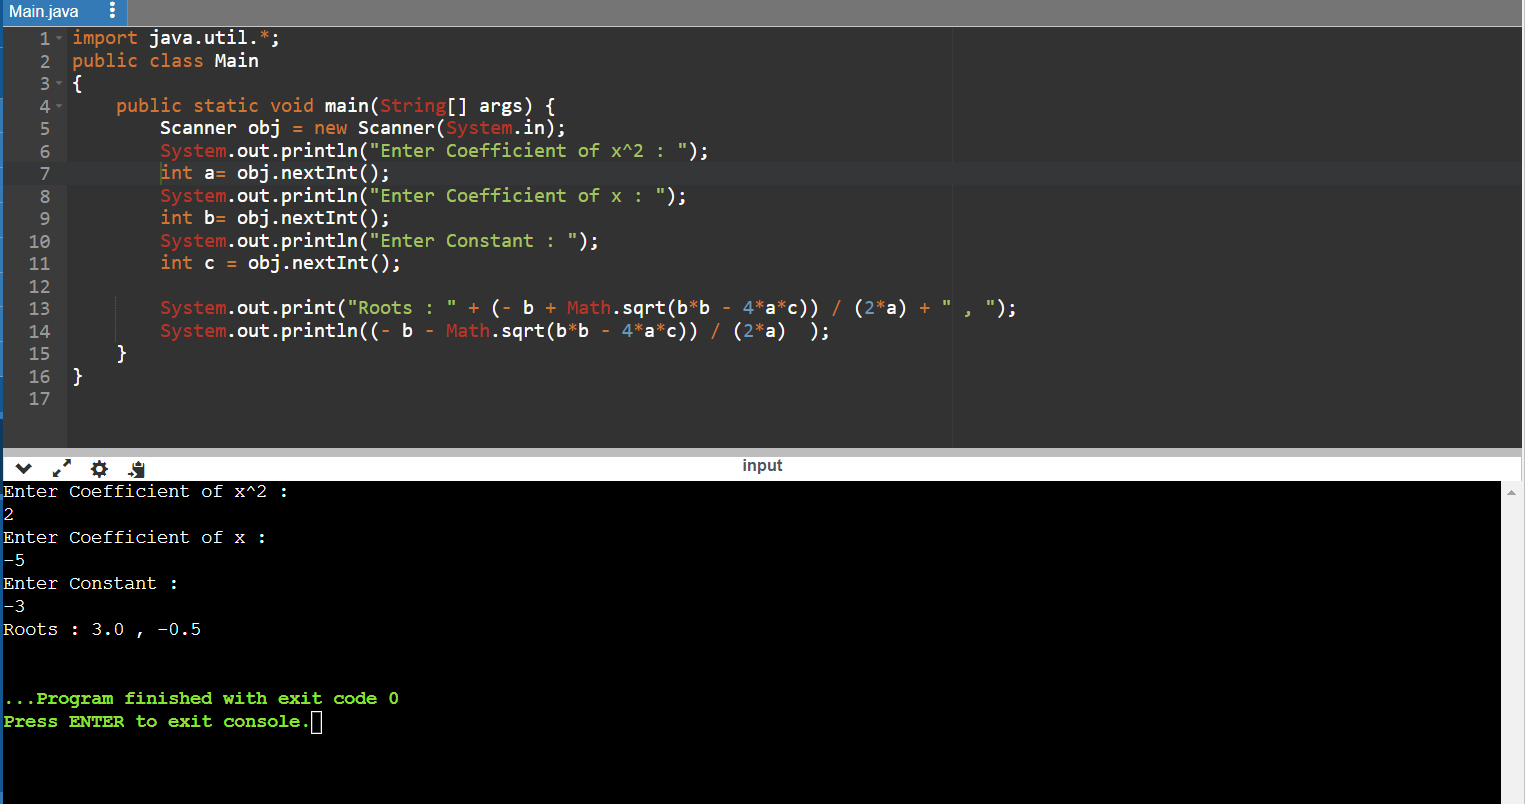 Main.java
1 import java.util.*;
2 public class Main
3 {
4     public static void main(String[] args) {
5         Scanner obj = new Scanner(System.in);
6         System.out.println("Enter Coefficient of x^2 : ");
7         int a= obj.nextInt();
8         System.out.println("Enter Coefficient of x : ");
9         int b= obj.nextInt();
10         System.out.println("Enter Constant : ");
11         int c = obj.nextInt();
12
13         System.out.print("Roots : " + (- b + Math.sqrt(b*b - 4*a*c)) / (2*a) + " , ");
14         System.out.println((- b - Math.sqrt(b*b - 4*a*c)) / (2*a)  );
15     }
16 }
17
input
Enter Coefficient of x^2 :
2
Enter Coefficient of x :
-5
Enter Constant :
-3
Roots : 3.0 , -0.5
...Program finished with exit code 0
Press ENTER to exit console.